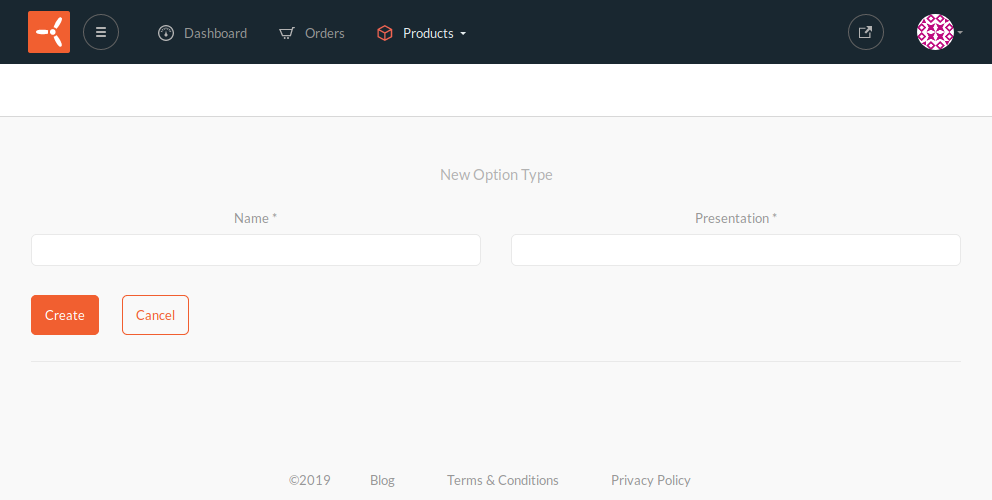 Dashboard Orders Products
New Option Type
Name * Presentation *
Create Cancel
©2019 Blog Terms & Conditions Privacy Policy